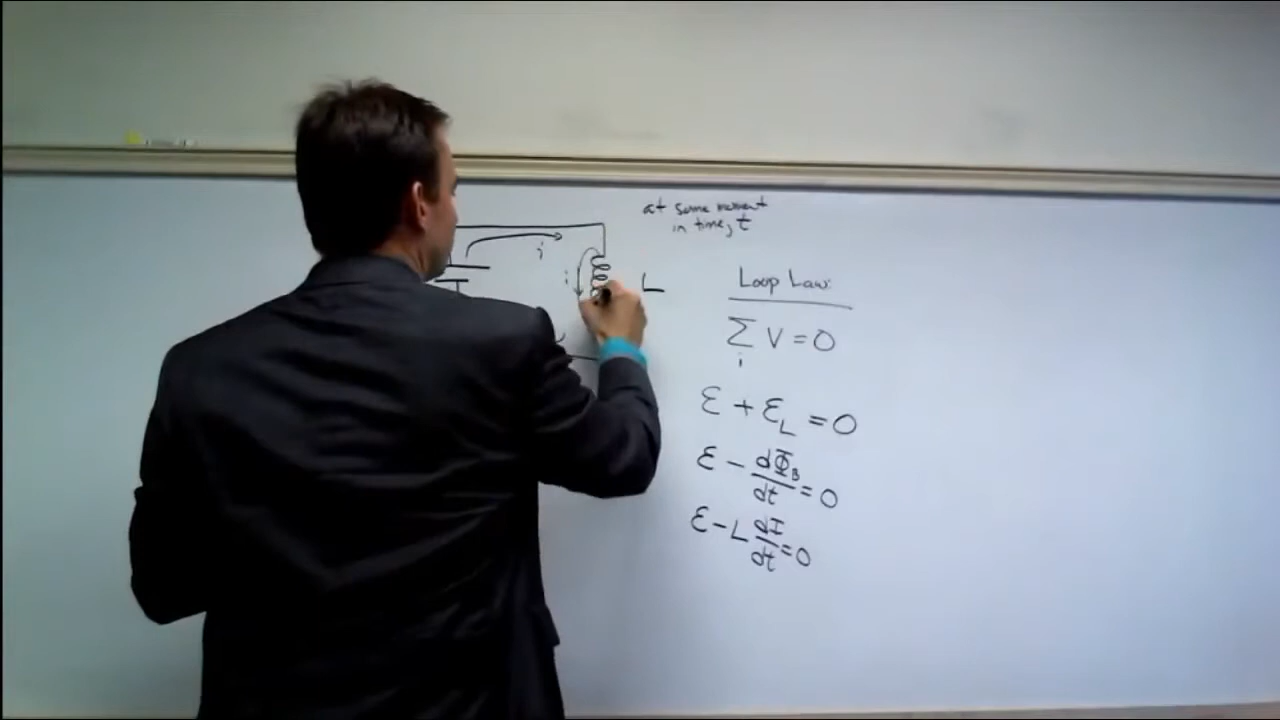 at some moment
in time, t
i
i
L
Loop Law:
∑ V = 0
i
ε + ε_L = 0
ε - dΦ_B/dt = 0
ε - L dI/dt = 0